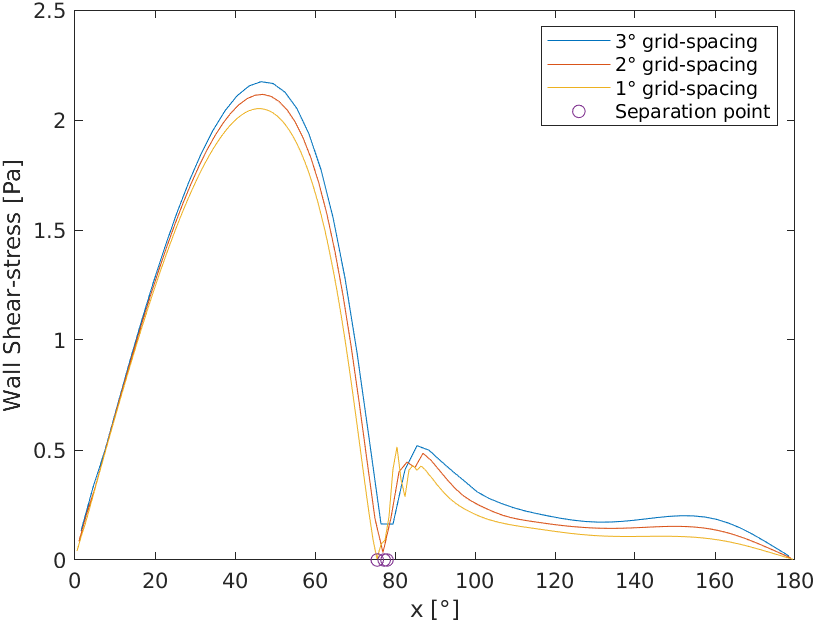 2.5
2
1.5
1
0.5
0
Wall Shear-stress [Pa]
3° grid-spacing
2° grid-spacing
1° grid-spacing
Separation point
0 20 40 60 80 100 120 140 160 180
x [°]